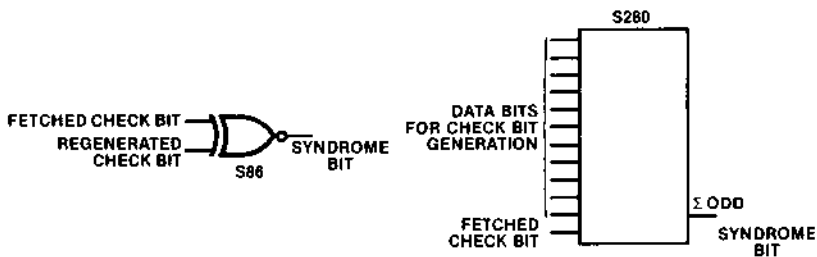 FETCHED CHECK BIT
REGENERATED
CHECK BIT
S86
SYNDROME
BIT
S280
DATA BITS
FOR CHECK BIT
GENERATION
FETCHED
CHECK BIT
Σ ODD
SYNDROME
BIT